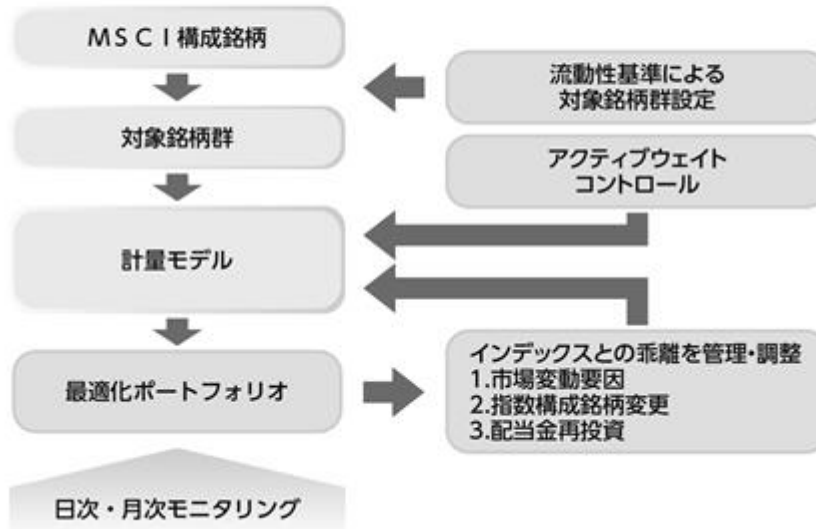 ＭＳＣＩ構成銘柄
流動性基準による
対象銘柄群設定
対象銘柄群
アクティブウェイト
コントロール
計量モデル
最適化ポートフォリオ
インデックスとの乖離を管理・調整
1.市場変動要因
2.指数構成銘柄変更
3.配当金再投資
日次・月次モニタリング